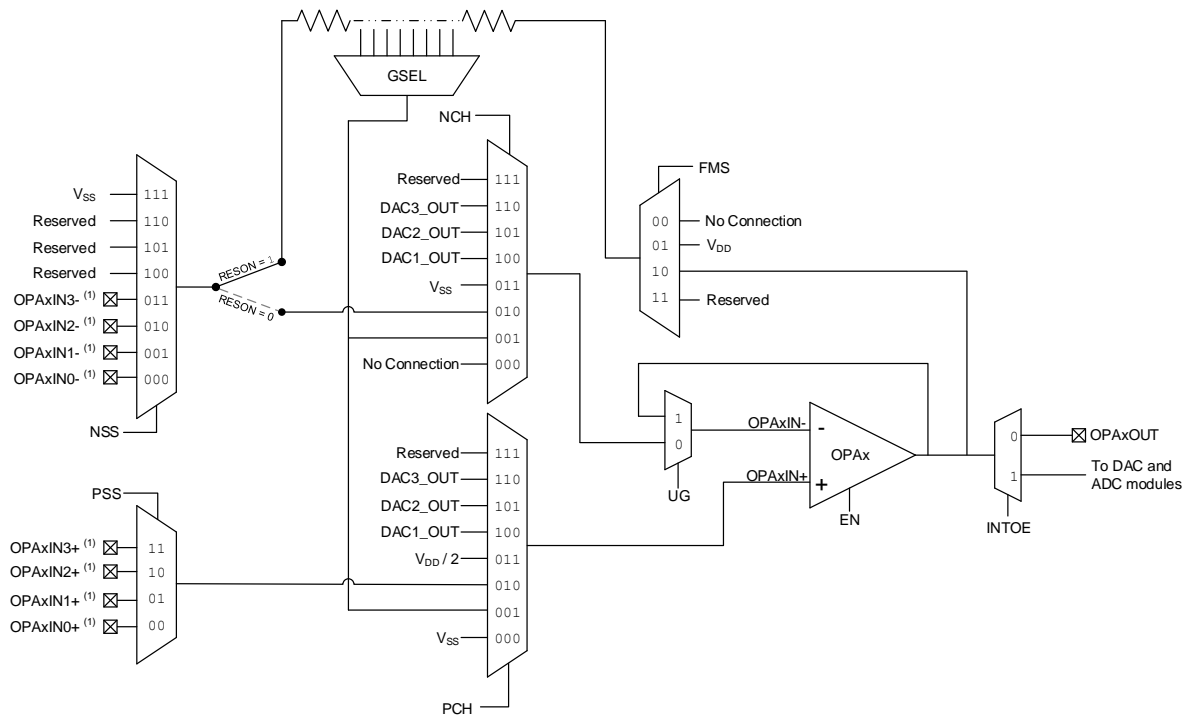 GSEL
NCH
Reserved 111
DAC3_OUT 110
DAC2_OUT 101
DAC1_OUT 100
VSS 011
010
001
No Connection 000
FMS
00 No Connection
01 VDD
10
11 Reserved
VSS 111
Reserved 110
Reserved 101
Reserved 100
OPAxIN3- (1) 011
OPAxIN2- (1) 010
OPAxIN1- (1) 001
OPAxIN0- (1) 000
NSS
RESON = 1
RESON = 0
1
0
UG
OPAxIN-
OPAxIN+
-
+
OPAx
EN
0 OPAxOUT
1 To DAC and
ADC modules
INTOE
PSS
OPAxIN3+ (1) 11
OPAxIN2+ (1) 10
OPAxIN1+ (1) 01
OPAxIN0+ (1) 00
Reserved 111
DAC3_OUT 110
DAC2_OUT 101
DAC1_OUT 100
VDD / 2 011
010
001
VSS 000
PCH